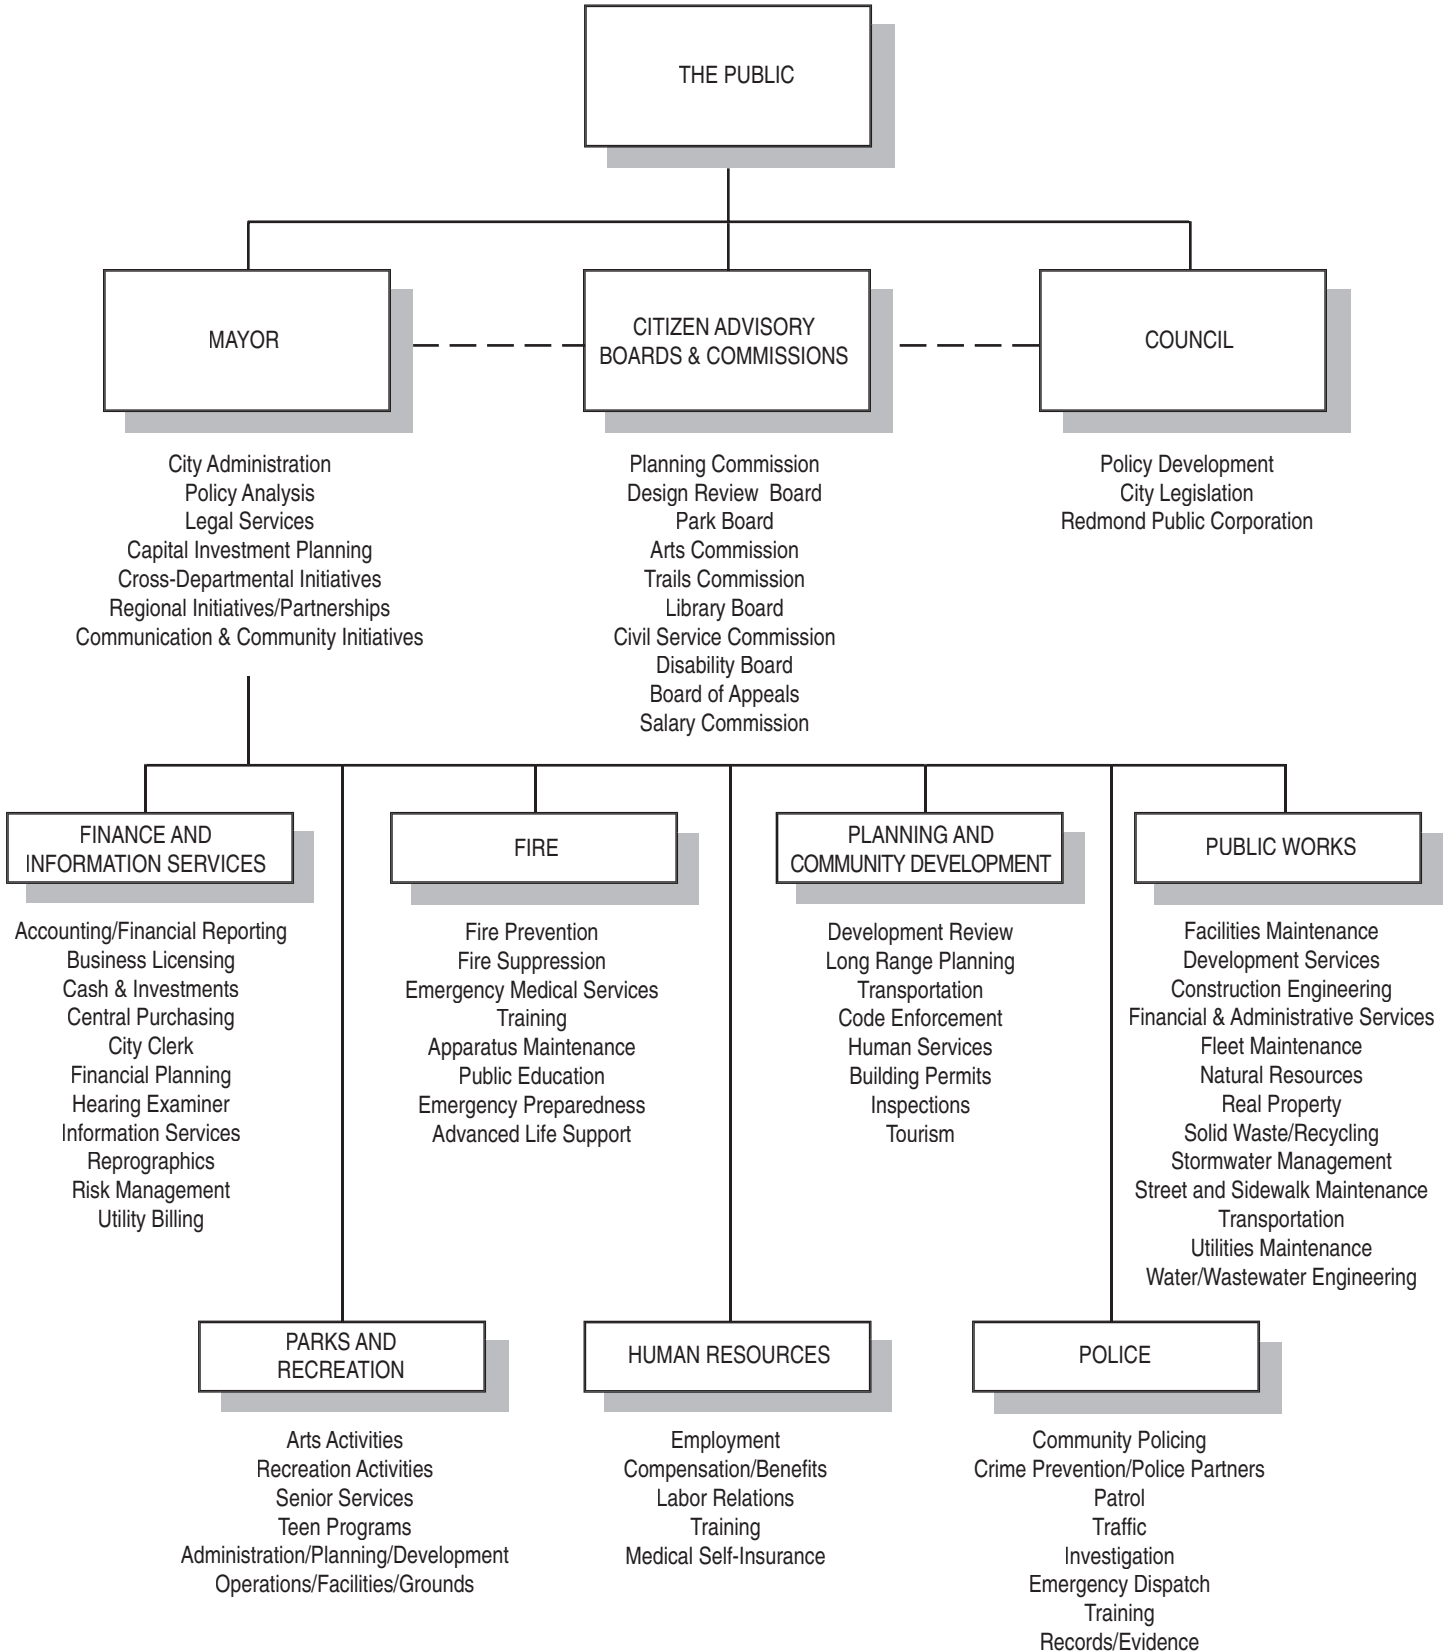 THE PUBLIC
MAYOR
City Administration
Policy Analysis
Legal Services
Capital Investment Planning
Cross-Departmental Initiatives
Regional Initiatives/Partnerships
Communication & Community Initiatives
CITIZEN ADVISORY
BOARDS & COMMISSIONS
Planning Commission
Design Review Board
Park Board
Arts Commission
Trails Commission
Library Board
Civil Service Commission
Disability Board
Board of Appeals
Salary Commission
COUNCIL
Policy Development
City Legislation
Redmond Public Corporation
FINANCE AND
INFORMATION SERVICES
Accounting/Financial Reporting
Business Licensing
Cash & Investments
Central Purchasing
City Clerk
Financial Planning
Hearing Examiner
Information Services
Reprographics
Risk Management
Utility Billing
FIRE
Fire Prevention
Fire Suppression
Emergency Medical Services
Training
Apparatus Maintenance
Public Education
Emergency Preparedness
Advanced Life Support
PLANNING AND
COMMUNITY DEVELOPMENT
Development Review
Long Range Planning
Transportation
Code Enforcement
Human Services
Building Permits
Inspections
Tourism
PUBLIC WORKS
Facilities Maintenance
Development Services
Construction Engineering
Financial & Administrative Services
Fleet Maintenance
Natural Resources
Real Property
Solid Waste/Recycling
Stormwater Management
Street and Sidewalk Maintenance
Transportation
Utilities Maintenance
Water/Wastewater Engineering
PARKS AND
RECREATION
Arts Activities
Recreation Activities
Senior Services
Teen Programs
Administration/Planning/Development
Operations/Facilities/Grounds
HUMAN RESOURCES
Employment
Compensation/Benefits
Labor Relations
Training
Medical Self-Insurance
POLICE
Community Policing
Crime Prevention/Police Partners
Patrol
Traffic
Investigation
Emergency Dispatch
Training
Records/Evidence